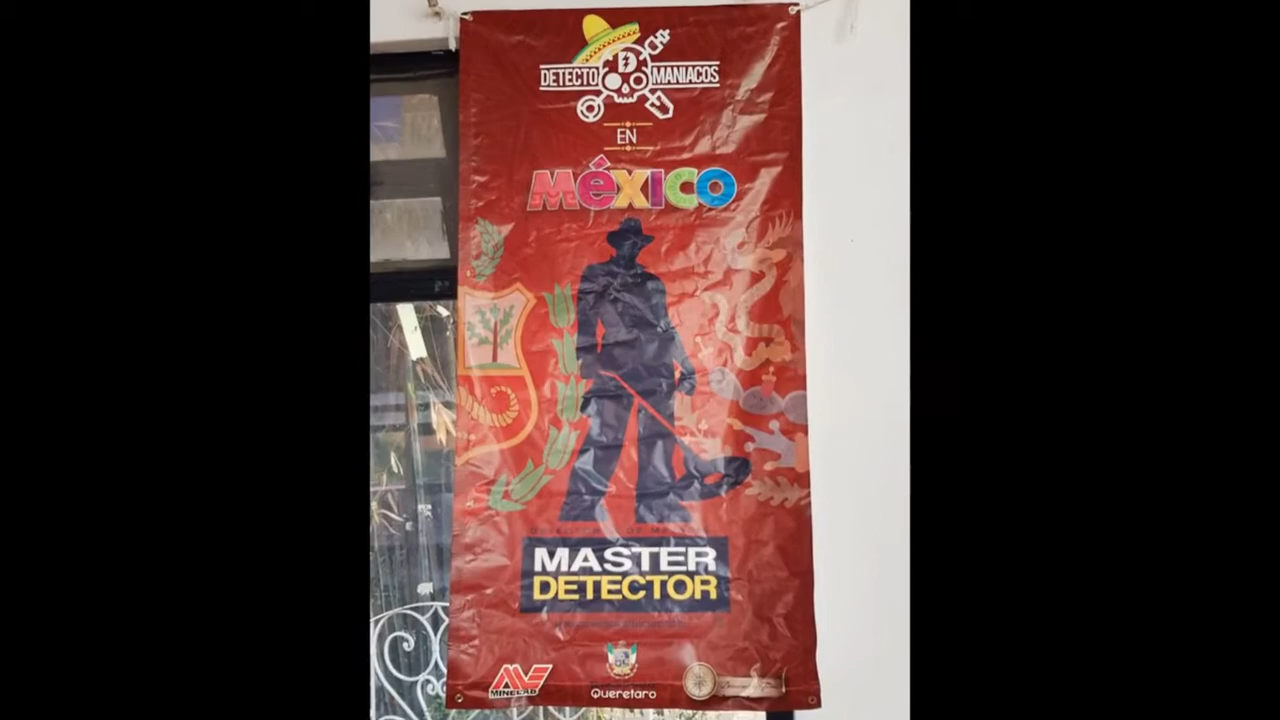 DETECTO MANIACOS
D
EN
MéXICO
MASTER
DETECTOR
MINELAB
Queretaro